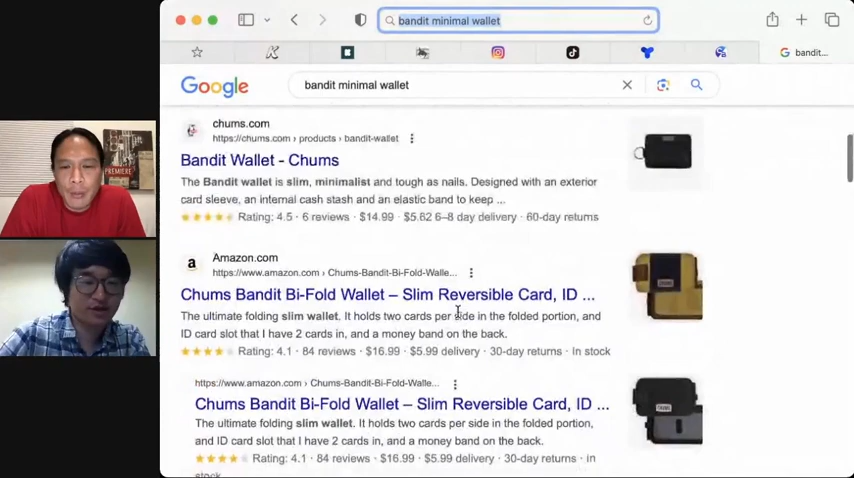 bandit minimal wallet
bandit...
Google
bandit minimal wallet
chums.com
https://chums.com › products › bandit-wallet
Bandit Wallet - Chums
The Bandit wallet is slim, minimalist and tough as nails. Designed with an exterior
card sleeve, an internal cash stash and an elastic band to keep ...
Rating: 4.5 · 6 reviews · $14.99 · $5.62 6–8 day delivery · 60-day returns
Amazon.com
https://www.amazon.com › Chums-Bandit-Bi-Fold-Walle...
Chums Bandit Bi-Fold Wallet – Slim Reversible Card, ID ...
The ultimate folding slim wallet. It holds two cards per side in the folded portion, and
ID card slot that I have 2 cards in, and a money band on the back.
Rating: 4.1 · 84 reviews · $16.99 · $5.99 delivery · 30-day returns · In stock
https://www.amazon.com › Chums-Bandit-Bi-Fold-Walle...
Chums Bandit Bi-Fold Wallet – Slim Reversible Card, ID ...
The ultimate folding slim wallet. It holds two cards per side in the folded portion,
and ID card slot that I have 2 cards in, and a money band on the back.
Rating: 4.1 · 84 reviews · $16.99 · $5.99 delivery · 30-day returns · In
stock
PREMIERE